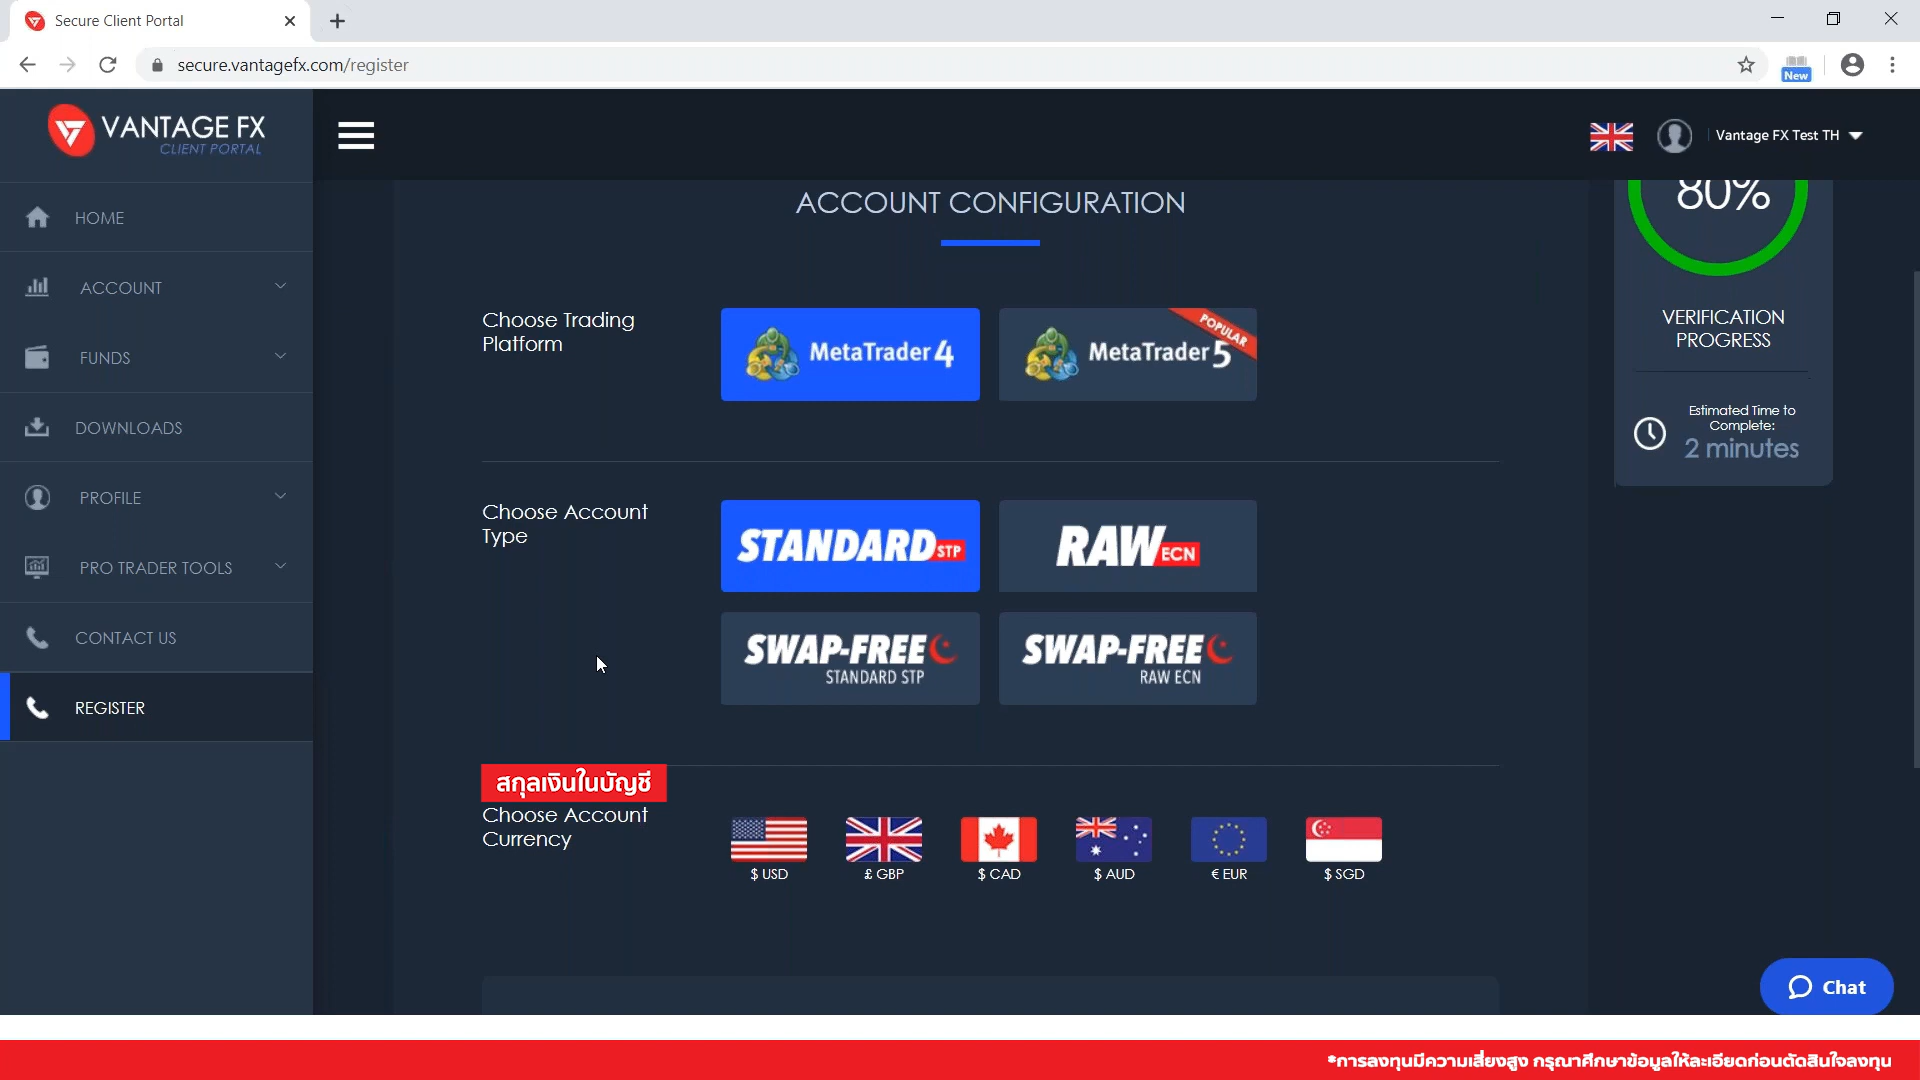 Secure Client Portal
secure.vantagefx.com/register
New
VANTAGE FX
CLIENT PORTAL
Vantage FX Test TH
HOME
ACCOUNT
FUNDS
DOWNLOADS
PROFILE
PRO TRADER TOOLS
CONTACT US
REGISTER
ACCOUNT CONFIGURATION
Choose Trading
Platform
MetaTrader 4
MetaTrader 5
POPULAR
Choose Account
Type
STANDARD STP
RAW ECN
SWAP-FREE
STANDARD STP
SWAP-FREE
RAW ECN
สกุลเงินในบัญชี
Choose Account
Currency
$ USD
£ GBP
$ CAD
$ AUD
€ EUR
$ SGD
80%
VERIFICATION
PROGRESS
Estimated Time to
Complete:
2 minutes
Chat
*การลงทุนมีความเสี่ยงสูง กรุณาศึกษาข้อมูลให้ละเอียดก่อนตัดสินใจลงทุน